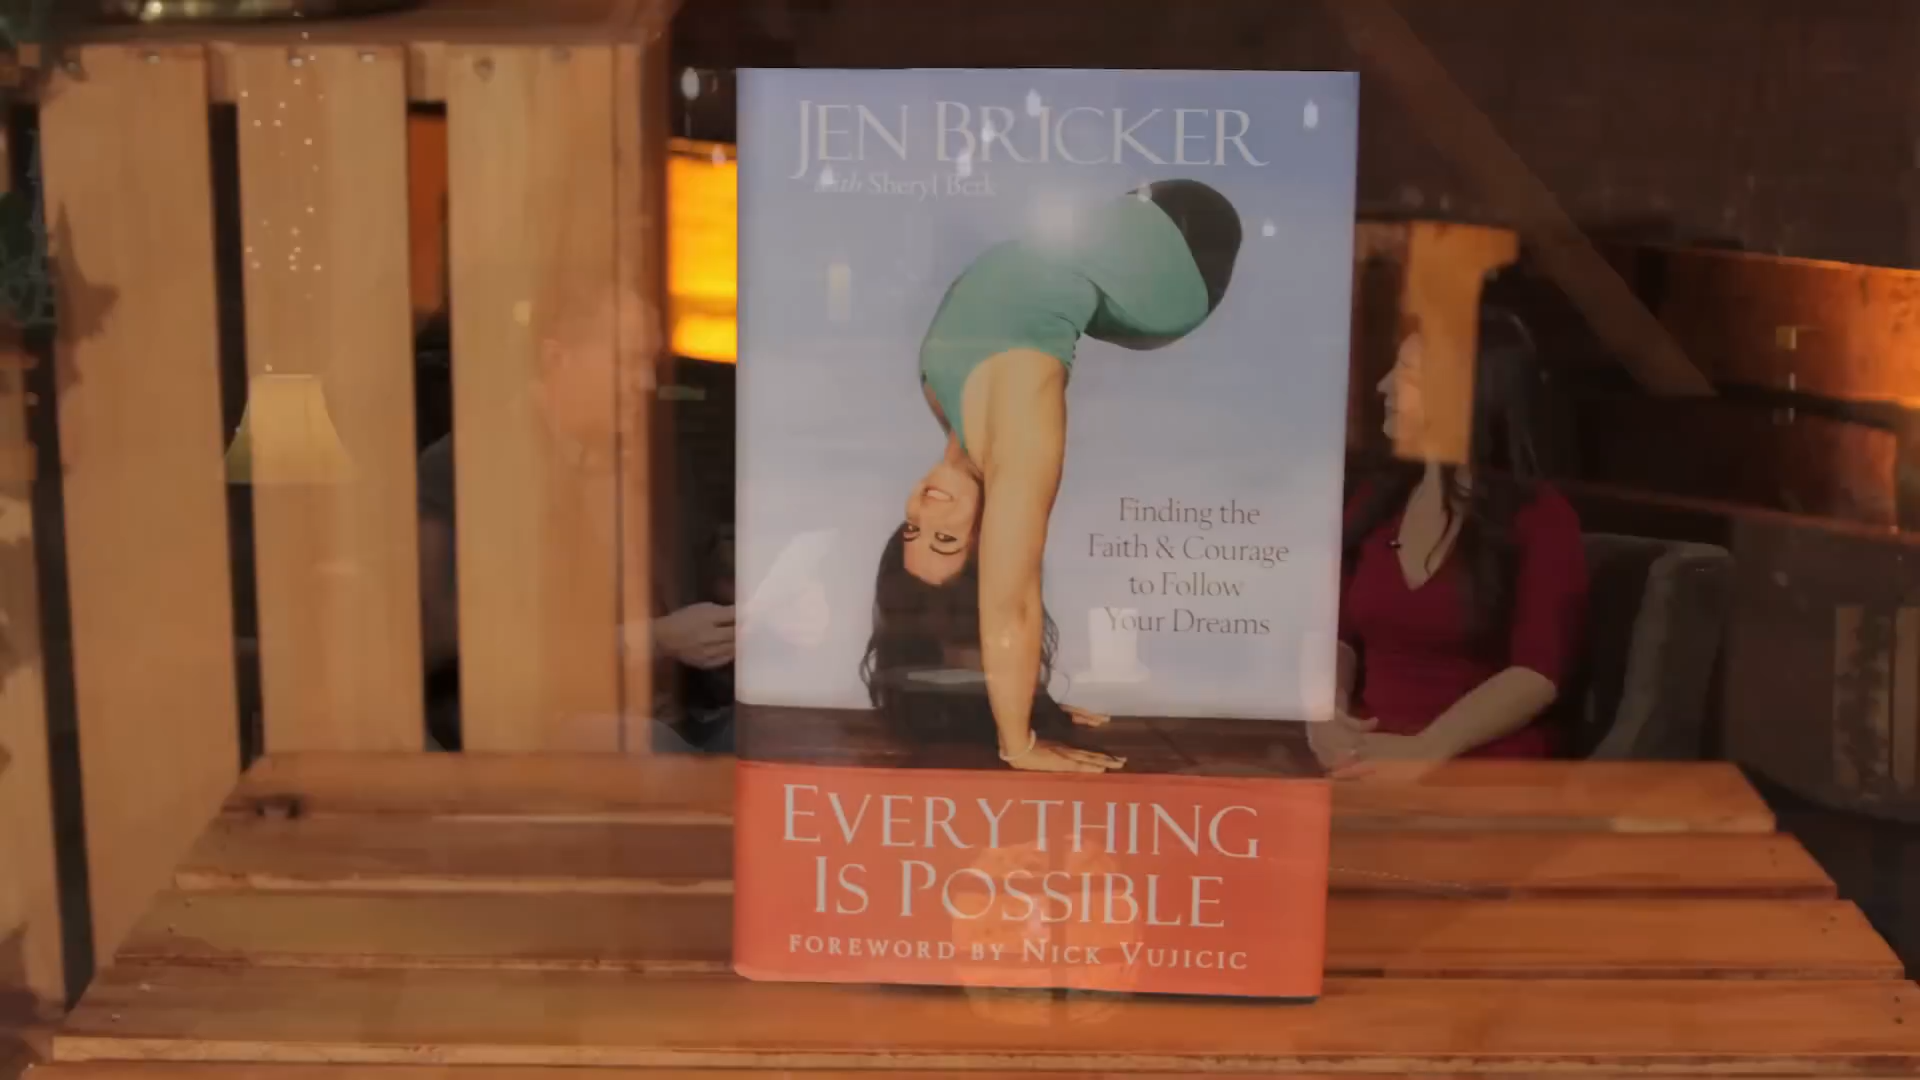 JEN BRICKER
with Sheryl Berk
Finding the
Faith & Courage
to Follow
Your Dreams
EVERYTHING
IS POSSIBLE
FOREWORD BY NICK VUJICIC